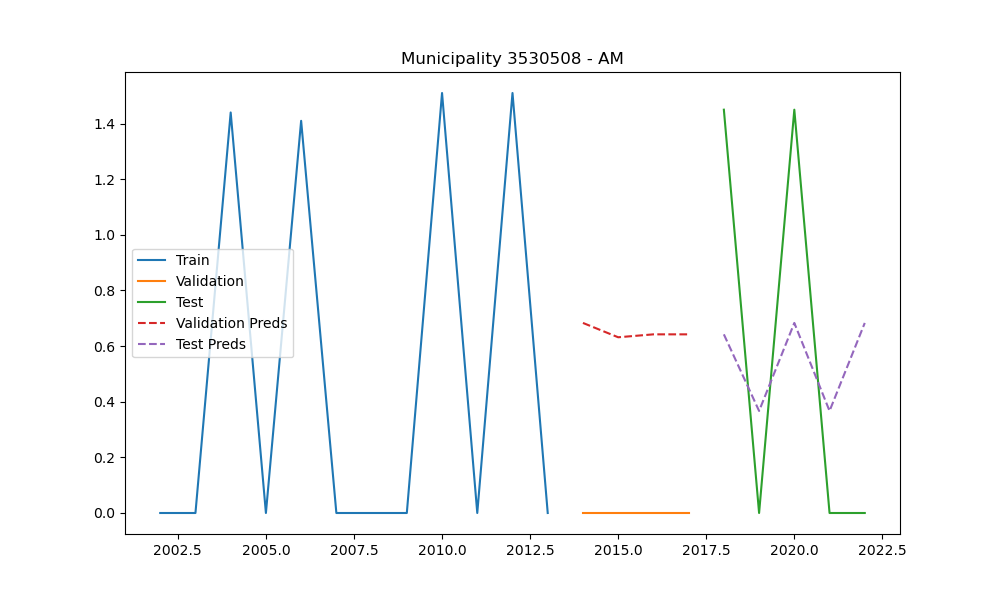 Municipality 3530508 - AM
1.4
1.2
1.0
0.8
0.6
0.4
0.2
0.0
Train
Validation
Test
Validation Preds
Test Preds
2002.5 2005.0 2007.5 2010.0 2012.5 2015.0 2017.5 2020.0 2022.5